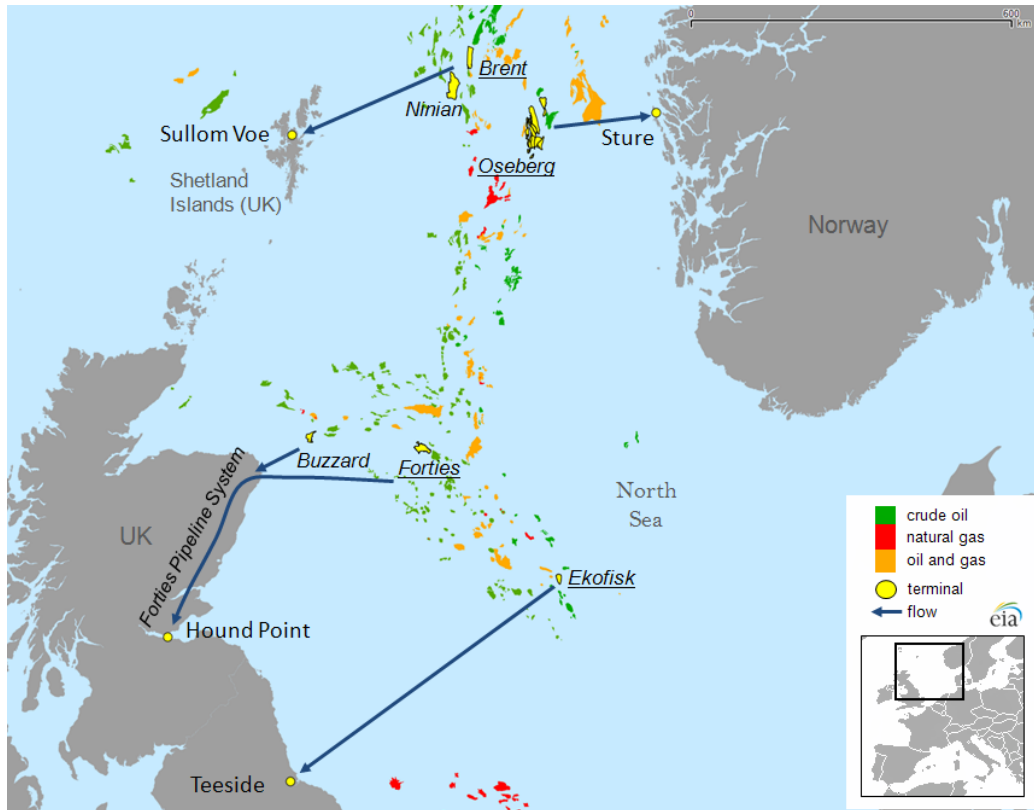 0
600
km
Brent
Ninian
Sullom Voe
Sture
Oseberg
Shetland
Islands (UK)
Norway
Buzzard
Forties
North
Sea
UK
Forties Pipeline System
Ekofisk
Hound Point
Teeside
crude oil
natural gas
oil and gas
terminal
flow
eia